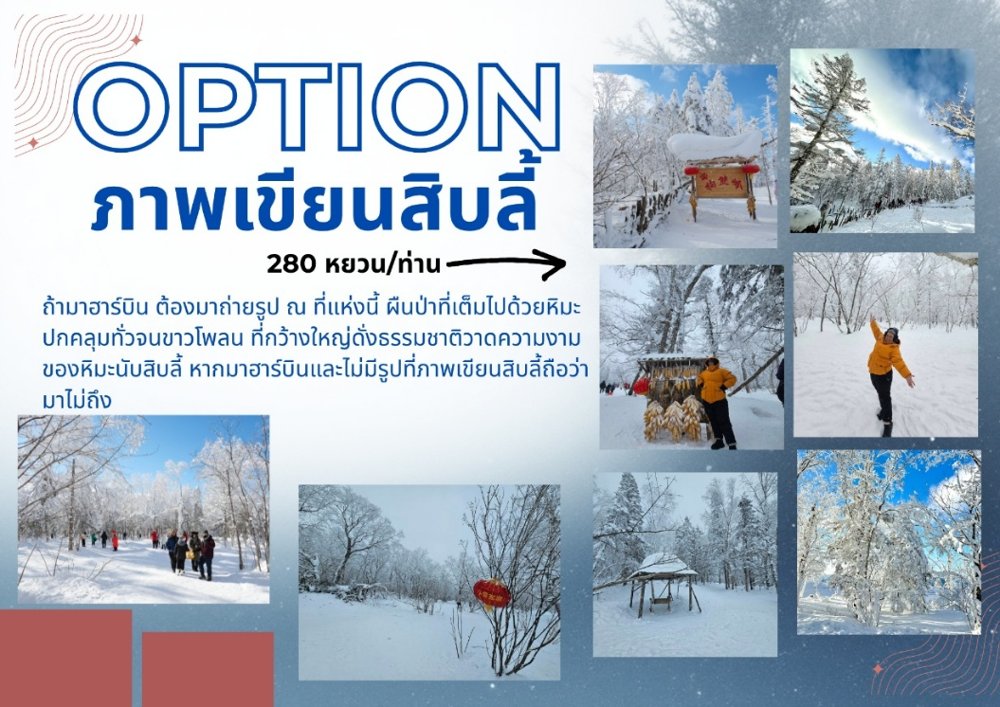 OPTION
ภาพเขียนสิบลี้
280 หยวน/ท่าน
ถ้ามาฮาร์บิน ต้องมาถ่ายรูป ณ ที่แห่งนี้ ผืนป่าที่เต็มไปด้วยหิมะ
ปกคลุมทั่วจนขาวโพลน ที่กว้างใหญ่ดั่งธรรมชาติวาดความงาม
ของหิมะนับสิบลี้ หากมาฮาร์บินและไม่มีรูปที่ภาพเขียนสิบลี้ถือว่า
มาไม่ถึง